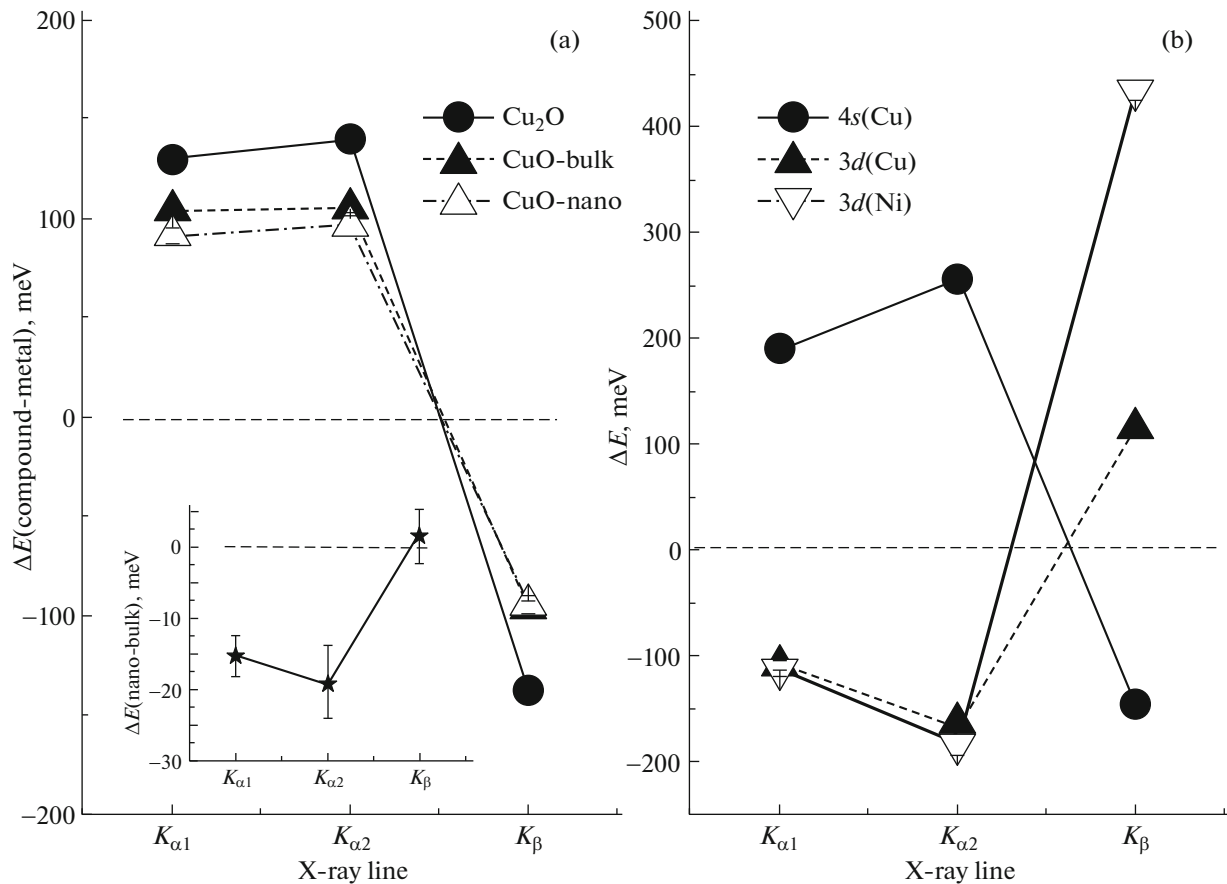 (a)
200
100
0
−100
−200
ΔE(compound-metal), meV
Cu₂O
CuO-bulk
CuO-nano
0
−10
−20
−30
ΔE(nano-bulk), meV
Kα1
Kα2
Kβ
Kα1
Kα2
Kβ
X-ray line
(b)
400
500
300
200
100
0
−100
−200
ΔE, meV
4s(Cu)
3d(Cu)
3d(Ni)
Kα1
Kα2
Kβ
X-ray line